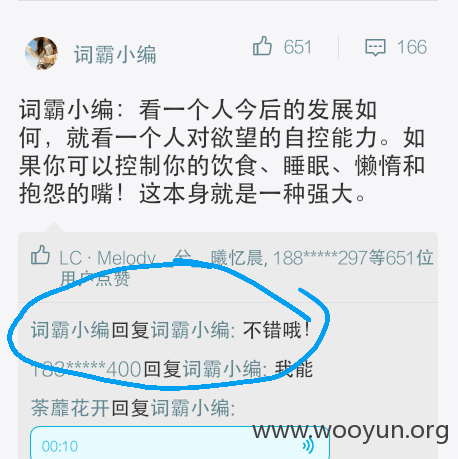 词霸小编
651
166
词霸小编：看一个人今后的发展如
何，就看一个人对欲望的自控能力。如
果你可以控制你的饮食、睡眠、懒惰和
抱怨的嘴！这本身就是一种强大。
LC · Melody、兮、曦忆晨, 188*****297等651位
用户点赞
词霸小编回复词霸小编: 不错哦！
183*****400回复词霸小编: 我能
荼蘼花开回复词霸小编:
00:10
www.wooyun.org